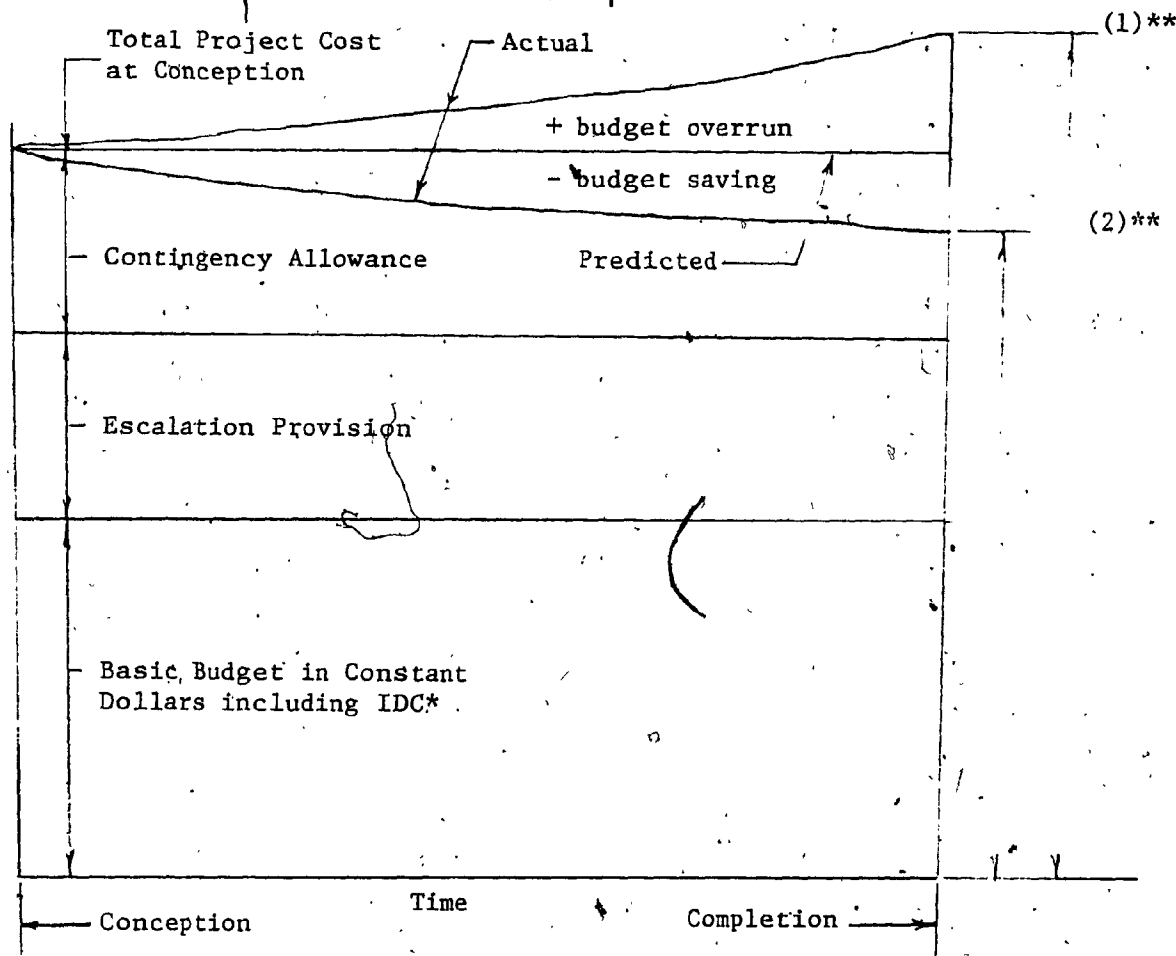 (1)**
Total Project Cost
at Conception
Actual
+ budget overrun
- budget saving
(2)**
Contingency Allowance
Predicted
Escalation Provision
Basic Budget in Constant
Dollars including IDC*
Time
Conception
Completion